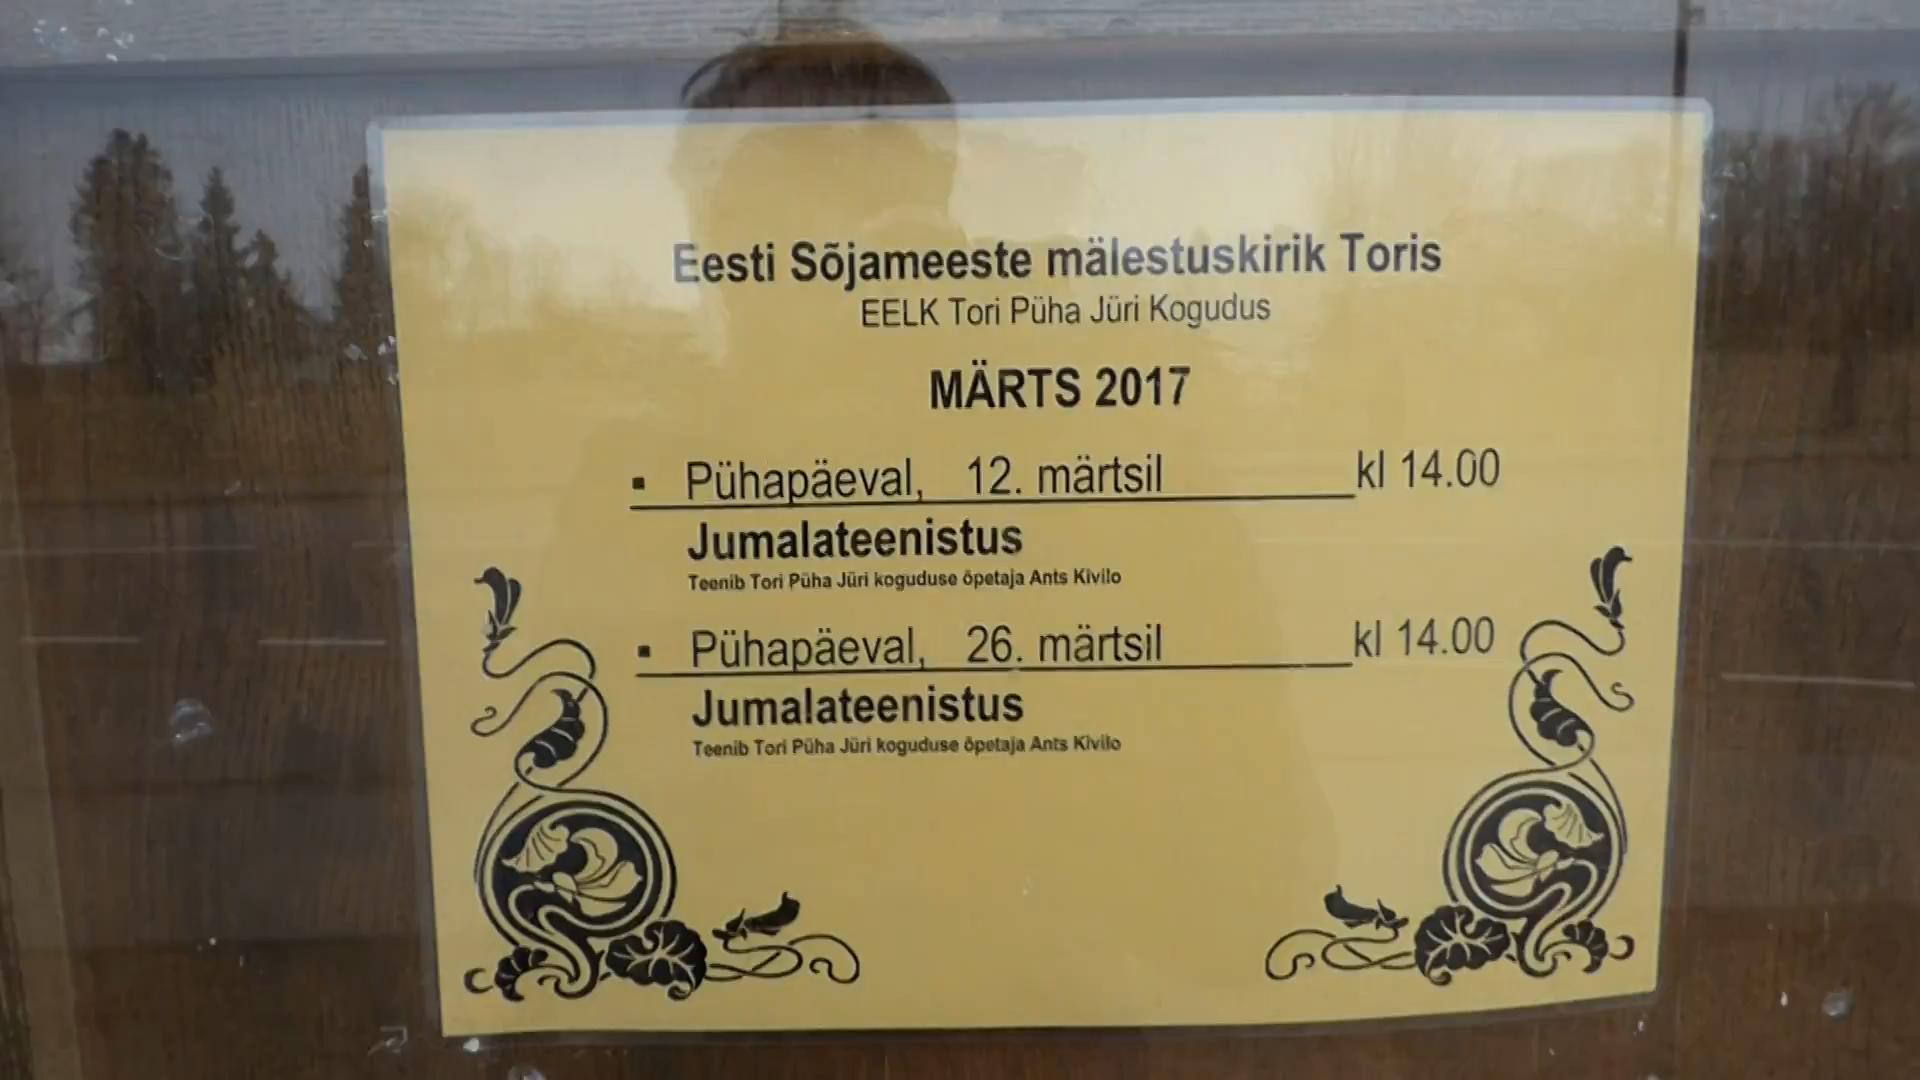 Eesti Sõjameeste mälestuskirik Toris
EELK Tori Püha Jüri Kogudus
MÄRTS 2017
▪ Pühapäeval, 12. märtsil kl 14.00
Jumalateenistus
Teenib Tori Püha Jüri koguduse õpetaja Ants Kivilo
▪ Pühapäeval, 26. märtsil kl 14.00
Jumalateenistus
Teenib Tori Püha Jüri koguduse õpetaja Ants Kivilo